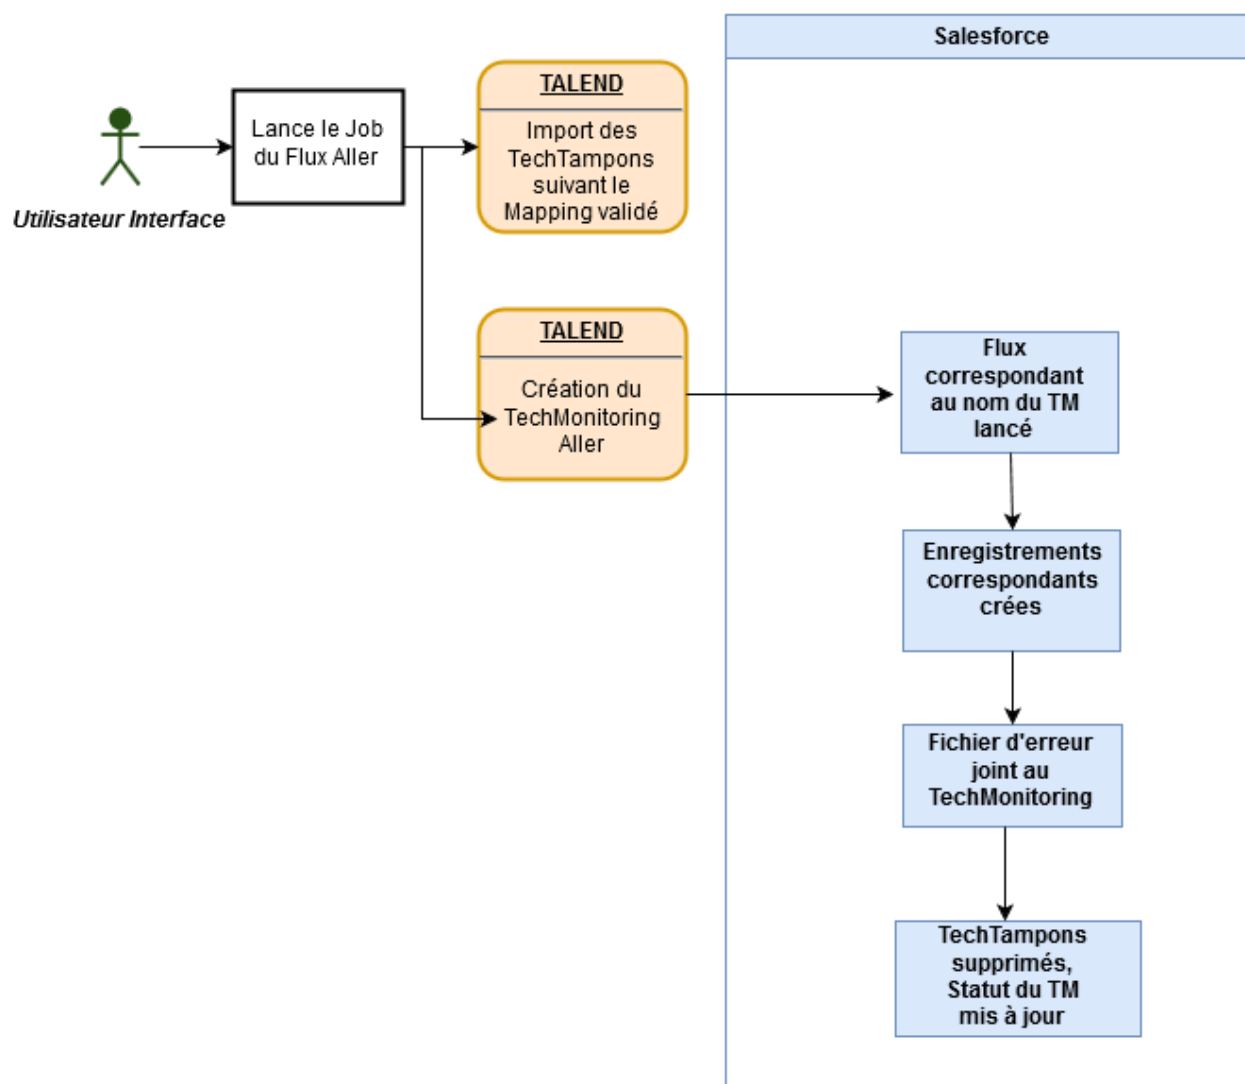 Salesforce
Utilisateur Interface
Lance le Job
du Flux Aller
TALEND
Import des
TechTampons
suivant le
Mapping validé
TALEND
Création du
TechMonitoring
Aller
Flux
correspondant
au nom du TM
lancé
Enregistrements
correspondants
crées
Fichier d'erreur
joint au
TechMonitoring
TechTampons
supprimés,
Statut du TM
mis à jour